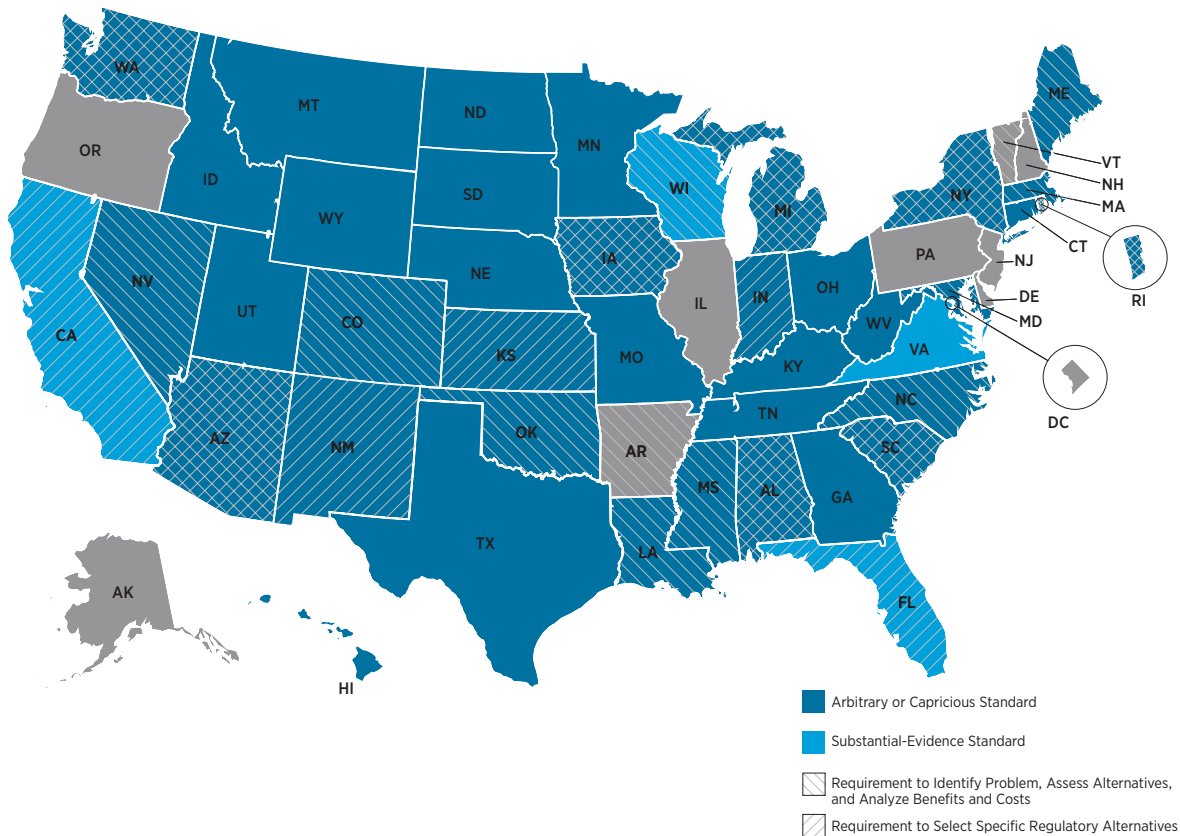 WA
MT
ND
ME
MN
OR
VT
ID
SD
WI
NH
WY
NY
MI
MA
CT
IA
PA
NJ
NE
RI
NV
OH
DE
IN
IL
UT
CO
MD
WV
CA
VA
KS
MO
KY
NC
DC
TN
OK
AZ
NM
SC
AR
MS
AL
GA
TX
LA
AK
FL
HI
Arbitrary or Capricious Standard
Substantial-Evidence Standard
Requirement to Identify Problem, Assess Alternatives,
and Analyze Benefits and Costs
Requirement to Select Specific Regulatory Alternatives